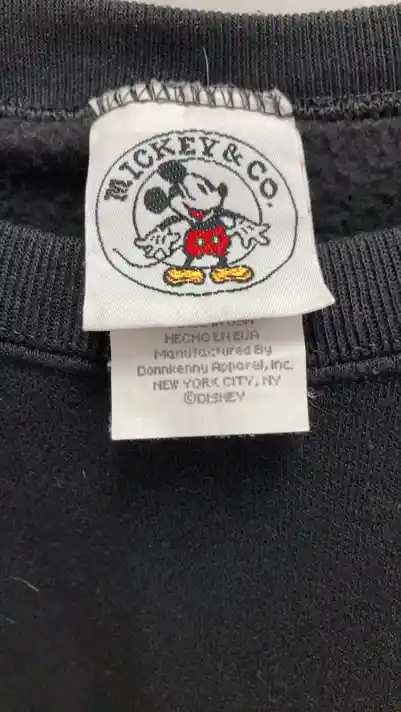 MICKEY & CO.
HECHO EN EUA
Manufactured By
Donnkenny Apparel, Inc.
NEW YORK CITY, NY
©DISNEY